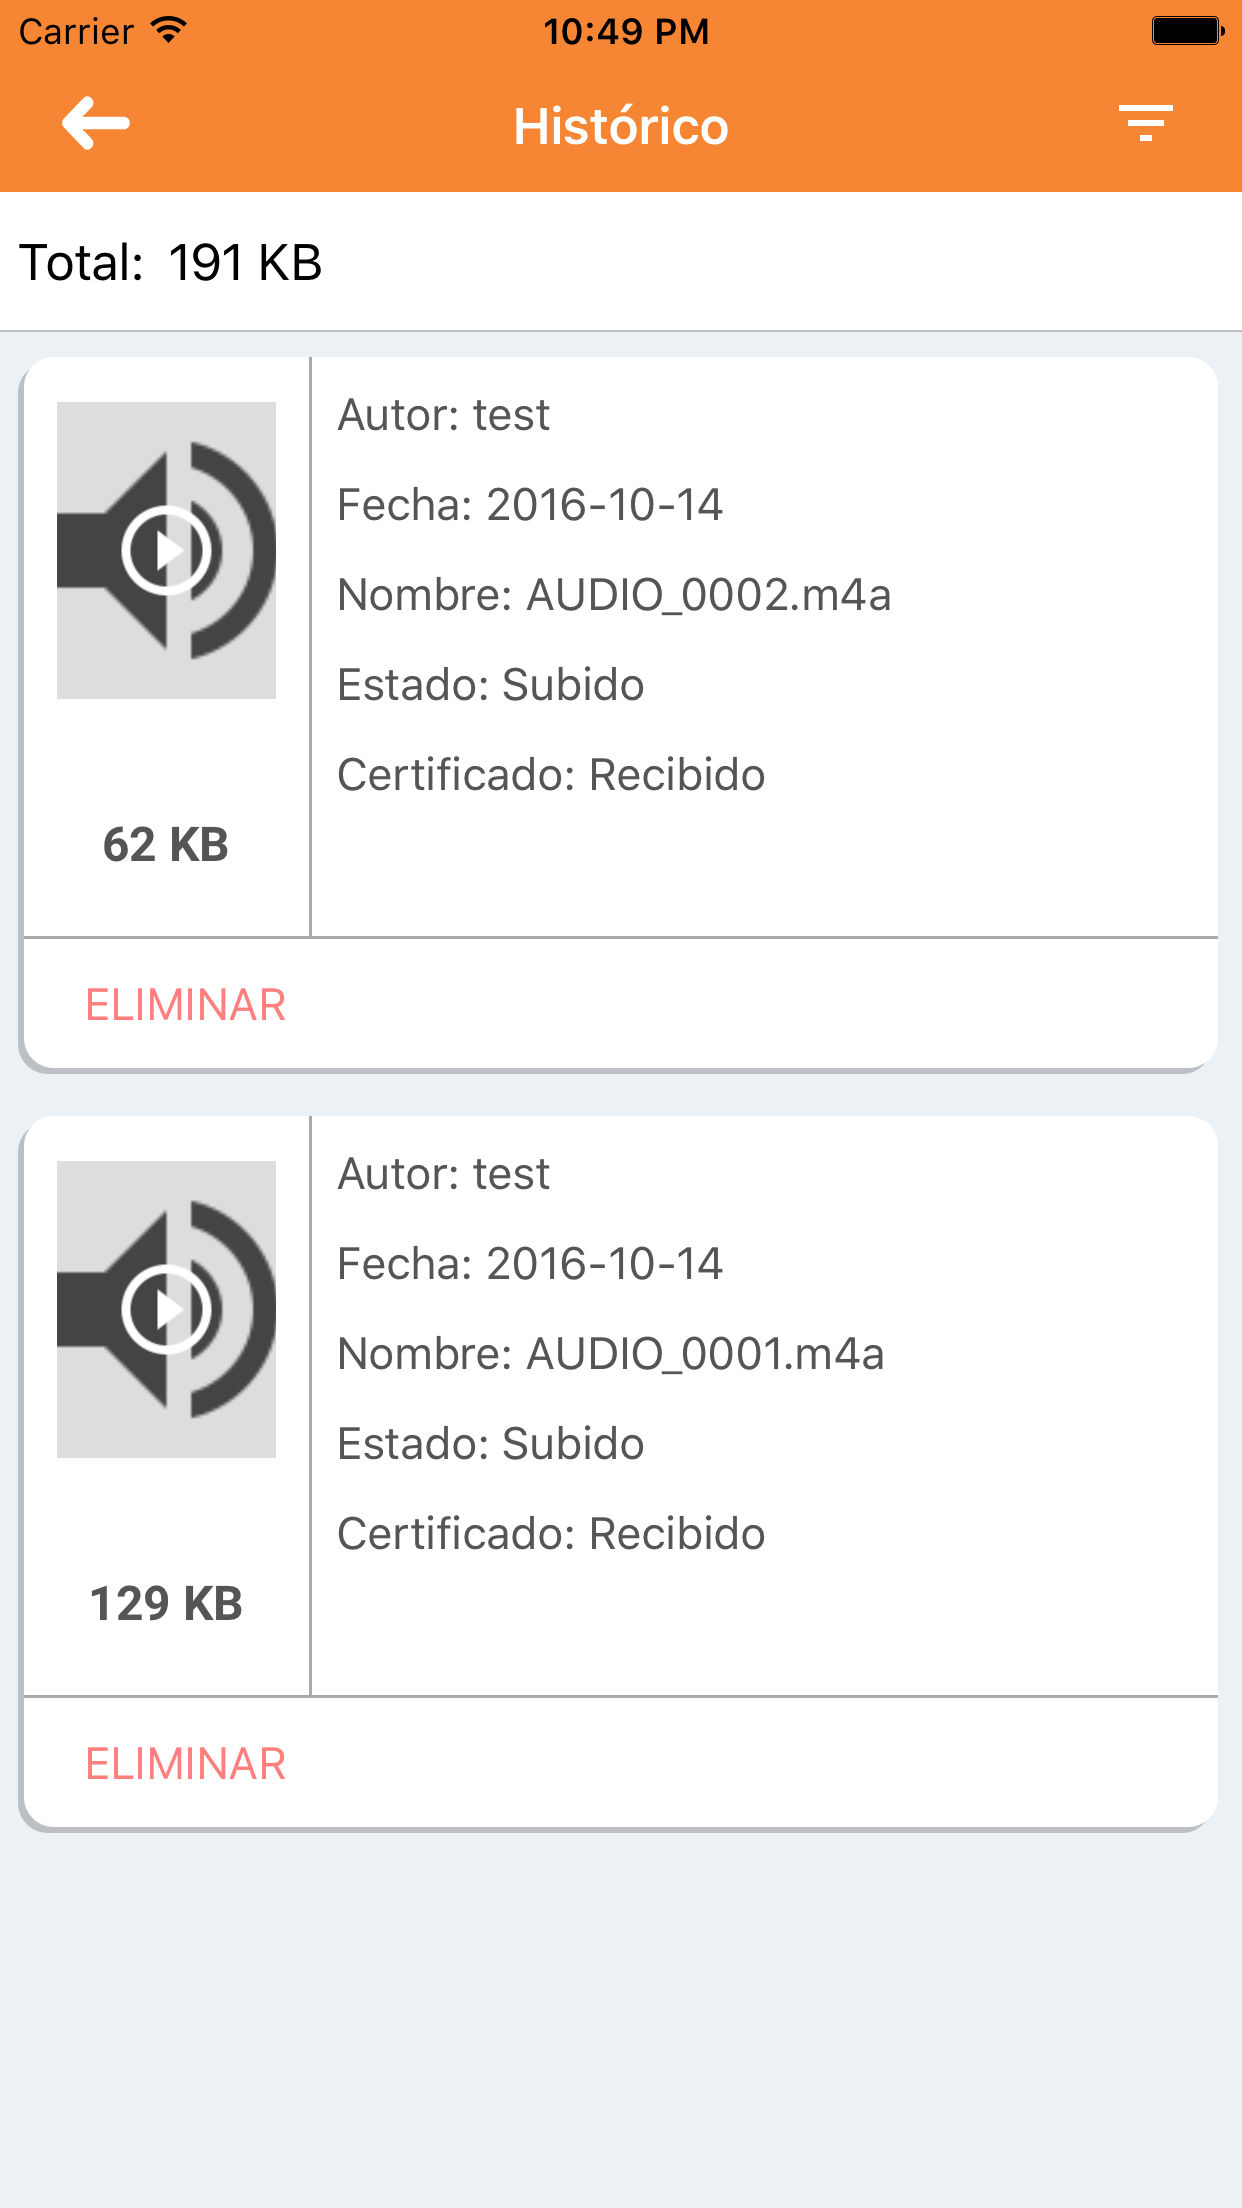 Carrier 10:49 PM
Histórico
Total: 191 KB
Autor: test
Fecha: 2016-10-14
Nombre: AUDIO_0002.m4a
Estado: Subido
Certificado: Recibido
62 KB
ELIMINAR
Autor: test
Fecha: 2016-10-14
Nombre: AUDIO_0001.m4a
Estado: Subido
Certificado: Recibido
129 KB
ELIMINAR